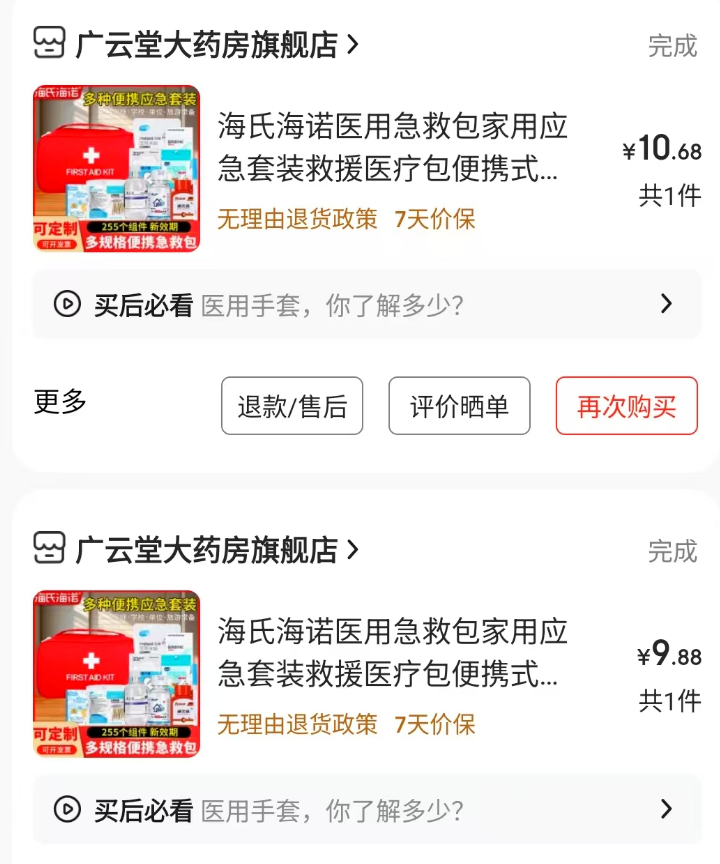 广云堂大药房旗舰店
完成
海氏海诺
多种便携应急套装
FIRST AID KIT
可定制
可开发票
255个组件 新效期
多规格便携急救包
海氏海诺医用急救包家用应
急套装救援医疗包便携式...
¥10.68
共1件
无理由退货政策 7天价保
买后必看 医用手套，你了解多少?
更多
退款/售后
评价晒单
再次购买
广云堂大药房旗舰店
完成
海氏海诺
多种便携应急套装
FIRST AID KIT
可定制
可开发票
255个组件 新效期
多规格便携急救包
海氏海诺医用急救包家用应
急套装救援医疗包便携式...
¥9.88
共1件
无理由退货政策 7天价保
买后必看 医用手套，你了解多少?